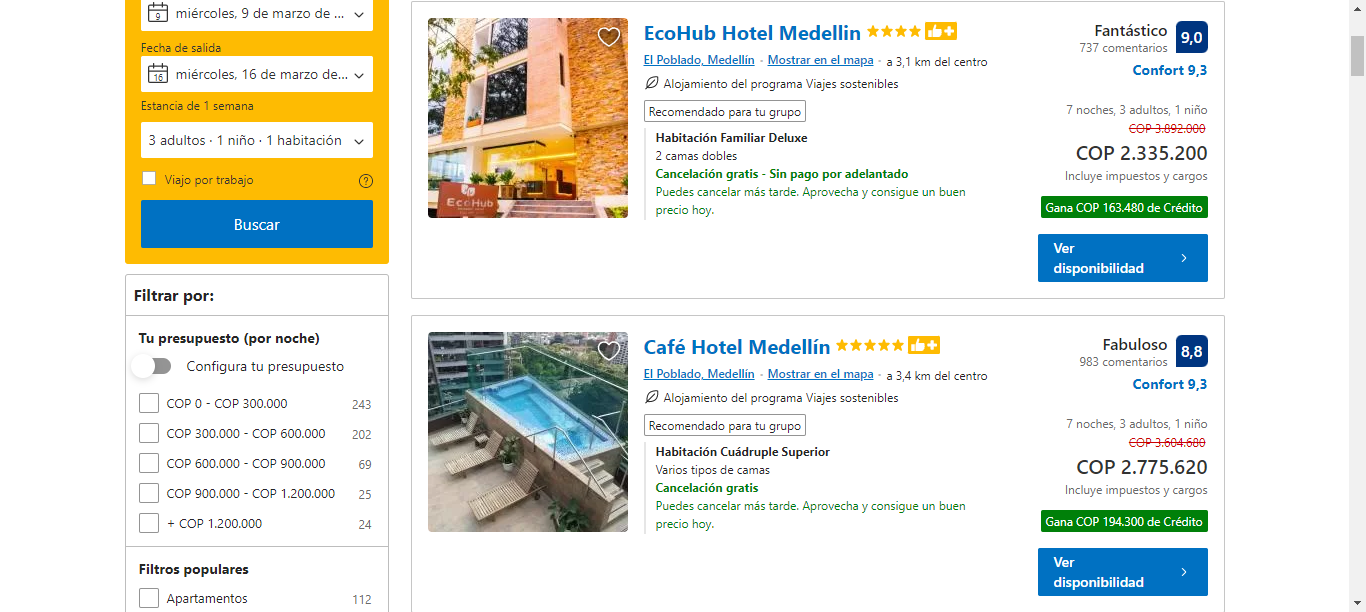 miércoles, 9 de marzo de ...
9
Fecha de salida
miércoles, 16 de marzo de...
16
Estancia de 1 semana
3 adultos · 1 niño · 1 habitación
Viajo por trabajo
?
Buscar
Filtrar por:
Tu presupuesto (por noche)
Configura tu presupuesto
COP 0 - COP 300.000 243
COP 300.000 - COP 600.000 202
COP 600.000 - COP 900.000 69
COP 900.000 - COP 1.200.000 25
+ COP 1.200.000 24
Filtros populares
Apartamentos 112
EcoHub
EcoHub Hotel Medellin
El Poblado, Medellín · Mostrar en el mapa · a 3,1 km del centro
Alojamiento del programa Viajes sostenibles
Recomendado para tu grupo
Habitación Familiar Deluxe
2 camas dobles
Cancelación gratis - Sin pago por adelantado
Puedes cancelar más tarde. Aprovecha y consigue un buen
precio hoy.
Fantástico 9,0
737 comentarios
Confort 9,3
7 noches, 3 adultos, 1 niño
COP 3.892.000
COP 2.335.200
Incluye impuestos y cargos
Gana COP 163.480 de Crédito
Ver
disponibilidad
Café Hotel Medellín
El Poblado, Medellín · Mostrar en el mapa · a 3,4 km del centro
Alojamiento del programa Viajes sostenibles
Recomendado para tu grupo
Habitación Cuádruple Superior
Varios tipos de camas
Cancelación gratis
Puedes cancelar más tarde. Aprovecha y consigue un buen
precio hoy.
Fabuloso 8,8
983 comentarios
Confort 9,3
7 noches, 3 adultos, 1 niño
COP 3.604.680
COP 2.775.620
Incluye impuestos y cargos
Gana COP 194.300 de Crédito
Ver
disponibilidad